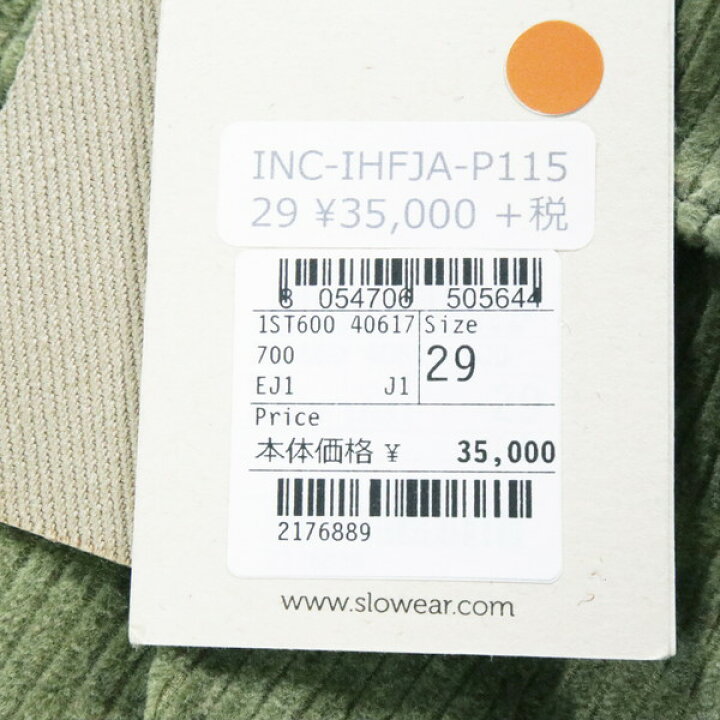 INC-IHFJA-P115
29 ¥35,000 +税
8 054706 505644
1ST600 40617 Size
700
29
EJ1 J1
Price
本体価格 ¥ 35,000
2176889
www.slowear.com